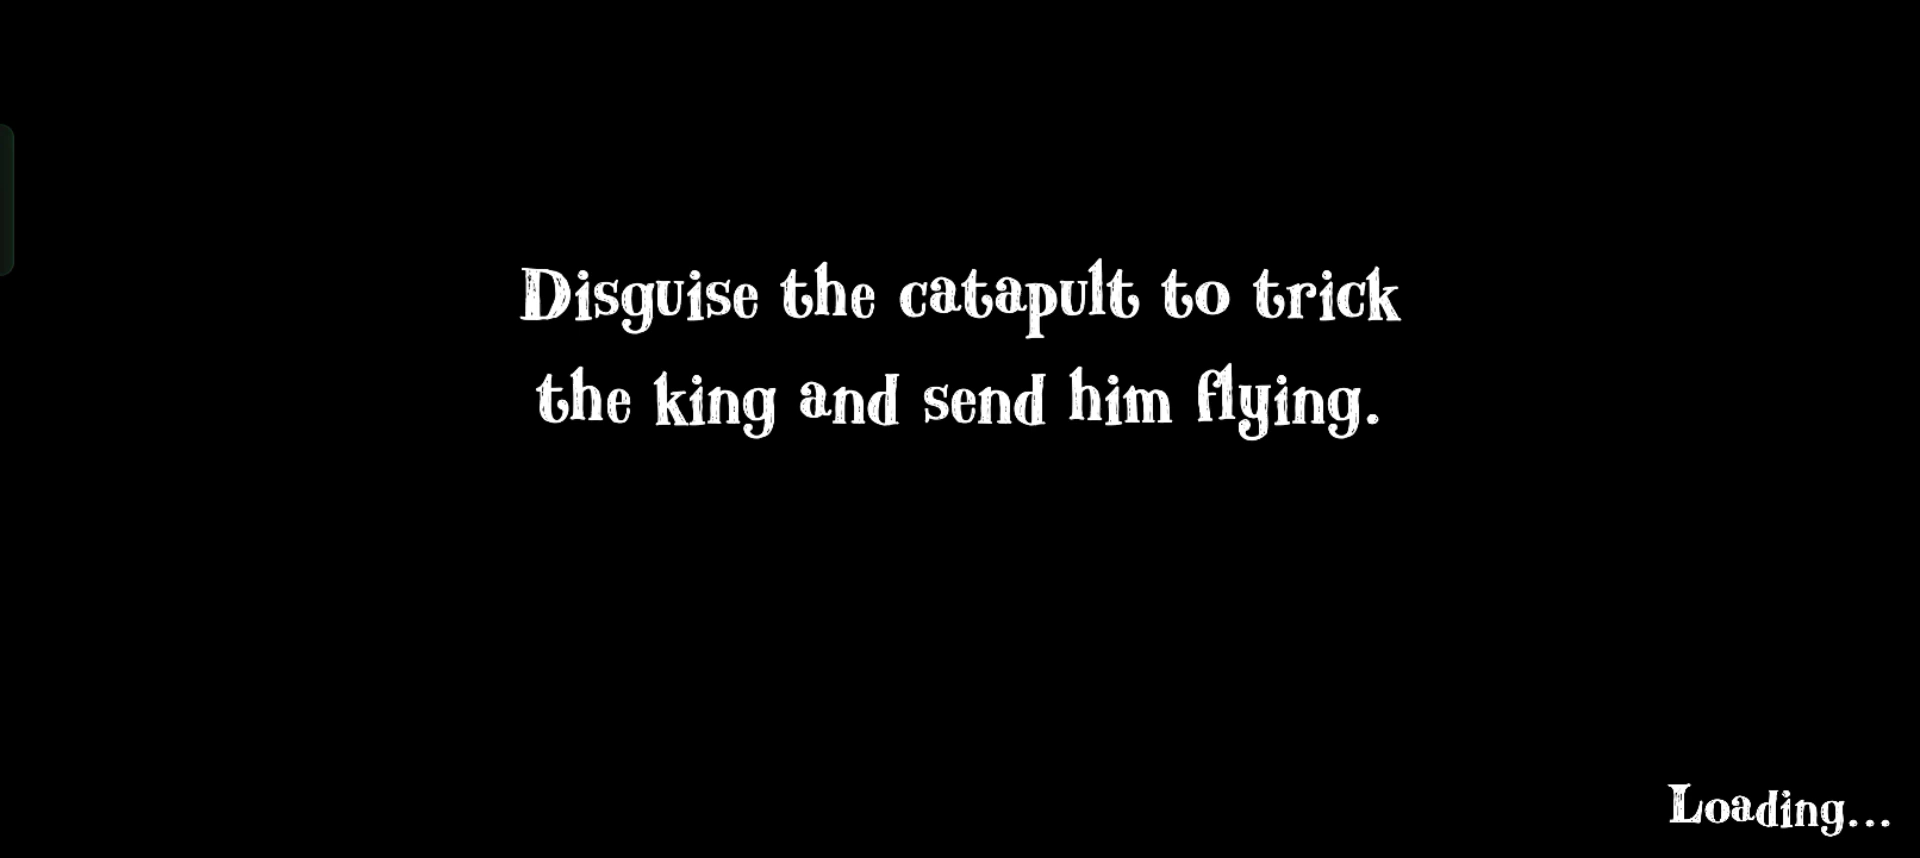 Disguise the catapult to trick
the king and send him flying.
Loading...